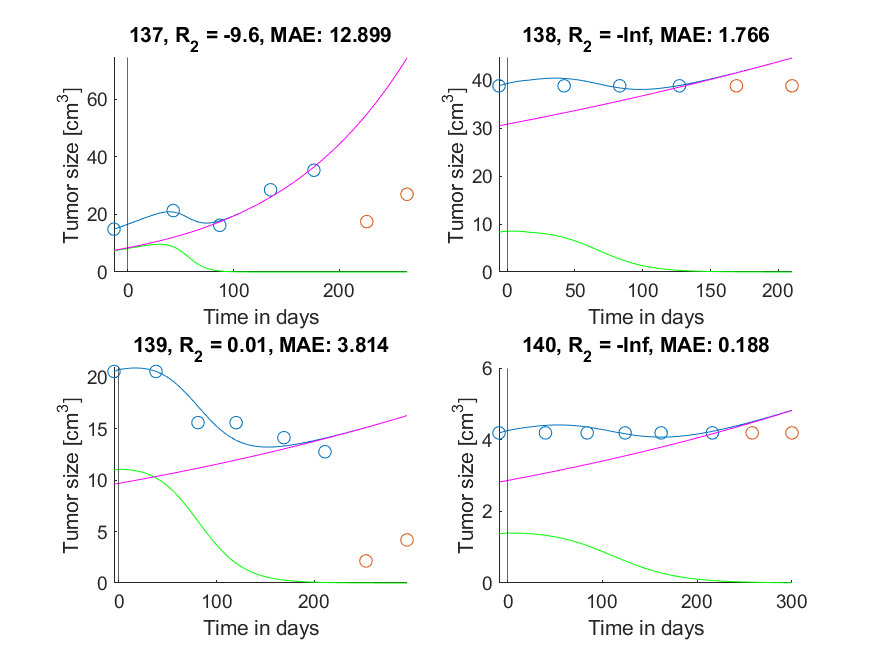 137, R2 = -9.6, MAE: 12.899
Tumor size [cm3]
60
40
20
0
0
100
200
Time in days
138, R2 = -Inf, MAE: 1.766
Tumor size [cm3]
40
30
20
10
0
0
50
100
150
200
Time in days
139, R2 = 0.01, MAE: 3.814
Tumor size [cm3]
20
15
10
5
0
0
100
200
Time in days
140, R2 = -Inf, MAE: 0.188
Tumor size [cm3]
6
4
2
0
0
100
200
300
Time in days